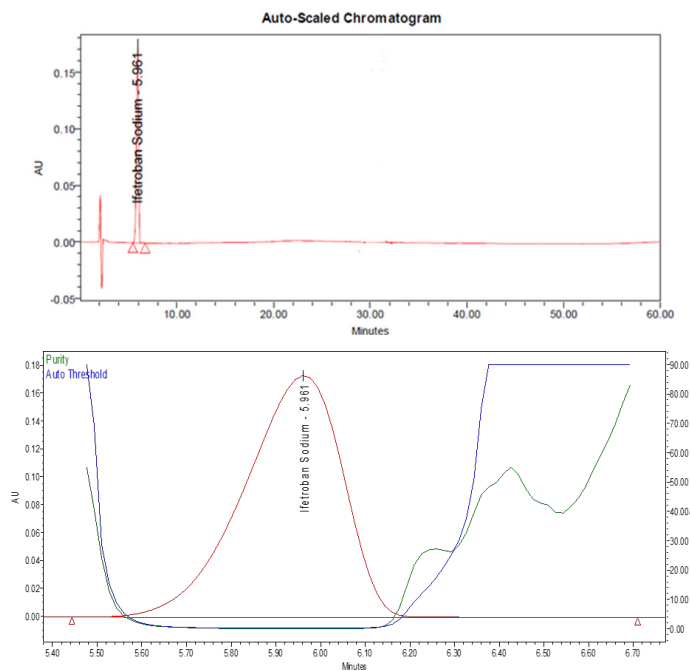 Auto-Scaled Chromatogram
0.15
0.10
0.05
0.00
-0.05
AU
Ifetroban Sodium - 5.961
10.00 20.00 30.00 40.00 50.00 60.00
Minutes
Purity
Auto Threshold
0.18
0.16
0.14
0.12
0.10
0.08
0.06
0.04
0.02
0.00
AU
Ifetroban Sodium - 5.961
90.00
80.00
70.00
60.00
50.00
40.00
30.00
20.00
10.00
0.00
5.40 5.50 5.60 5.70 5.80 5.90 6.00 6.10 6.20 6.30 6.40 6.50 6.60 6.70
Minutes